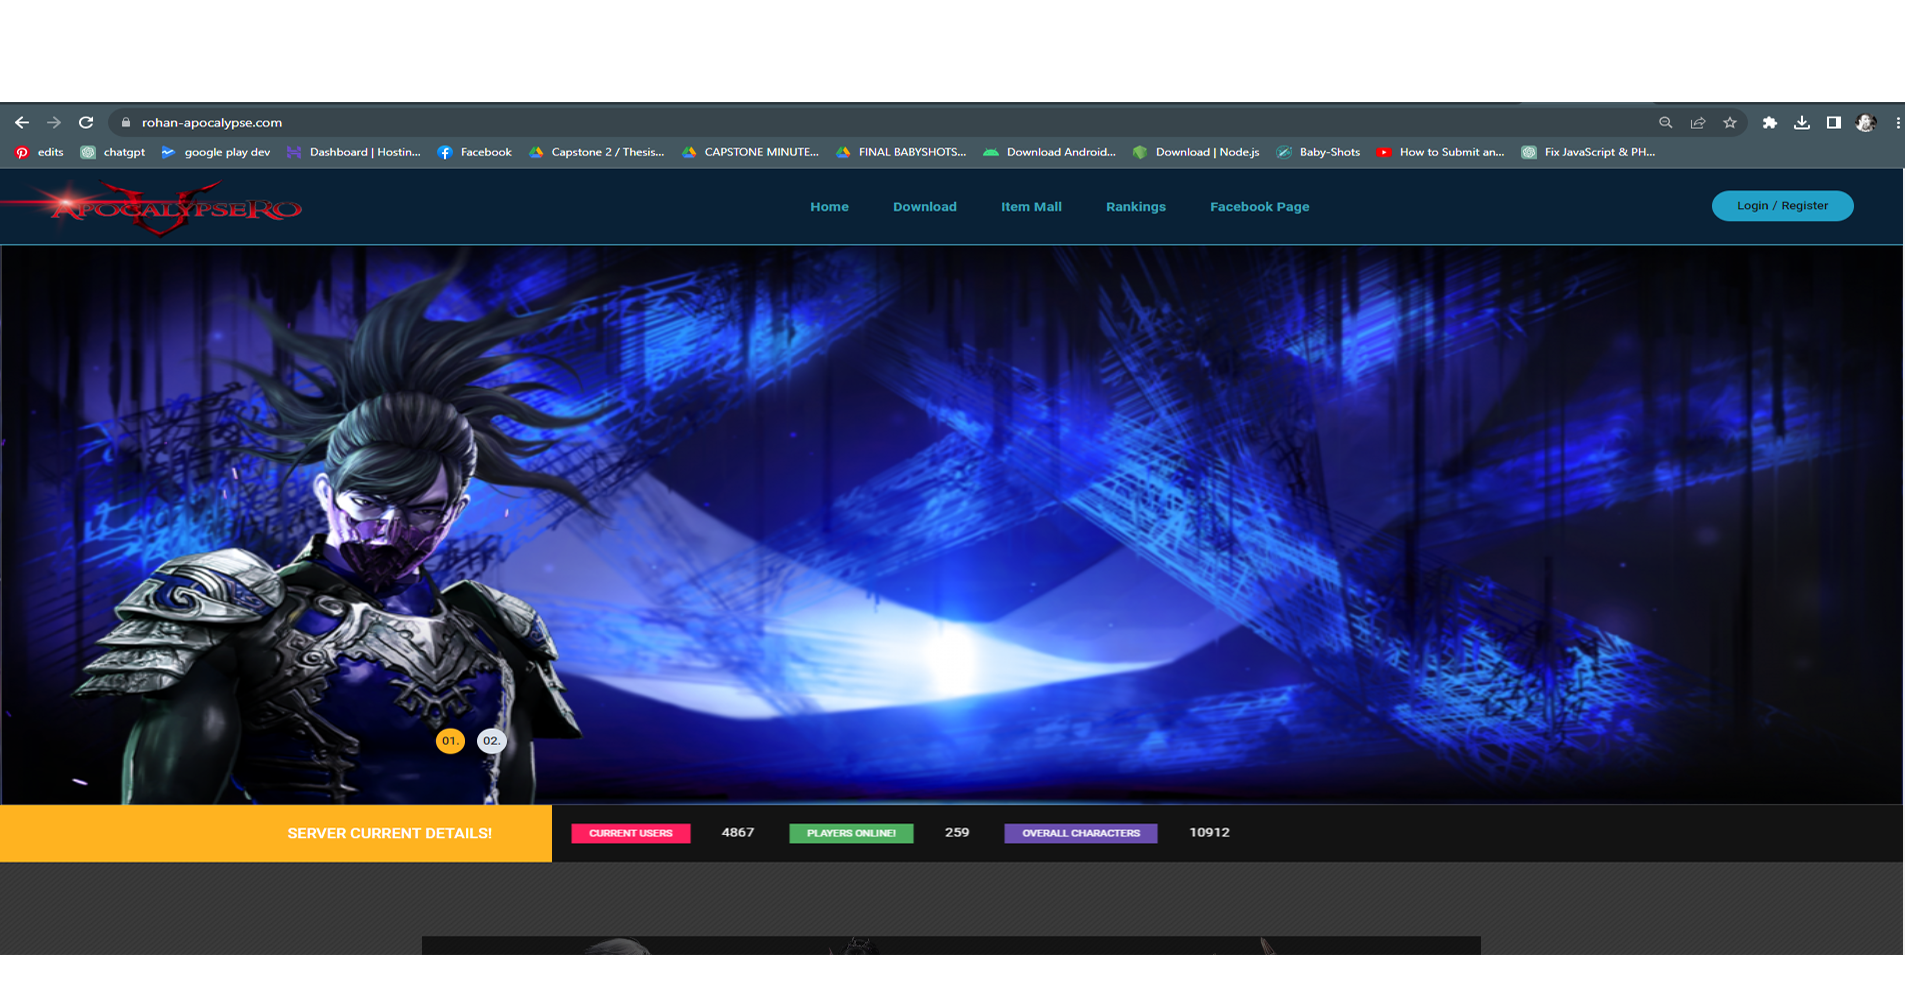 rohan-apocalypse.com
edits chatgpt google play dev Dashboard | Hostin... Facebook Capstone 2 / Thesis... CAPSTONE MINUTE... FINAL BABYSHOTS... Download Android... Download | Node.js Baby-Shots How to Submit an... Fix JavaScript & PH...
APOCALYPSERO Home Download Item Mall Rankings Facebook Page Login / Register
01. 02.
SERVER CURRENT DETAILS! CURRENT USERS 4867 PLAYERS ONLINE! 259 OVERALL CHARACTERS 10912